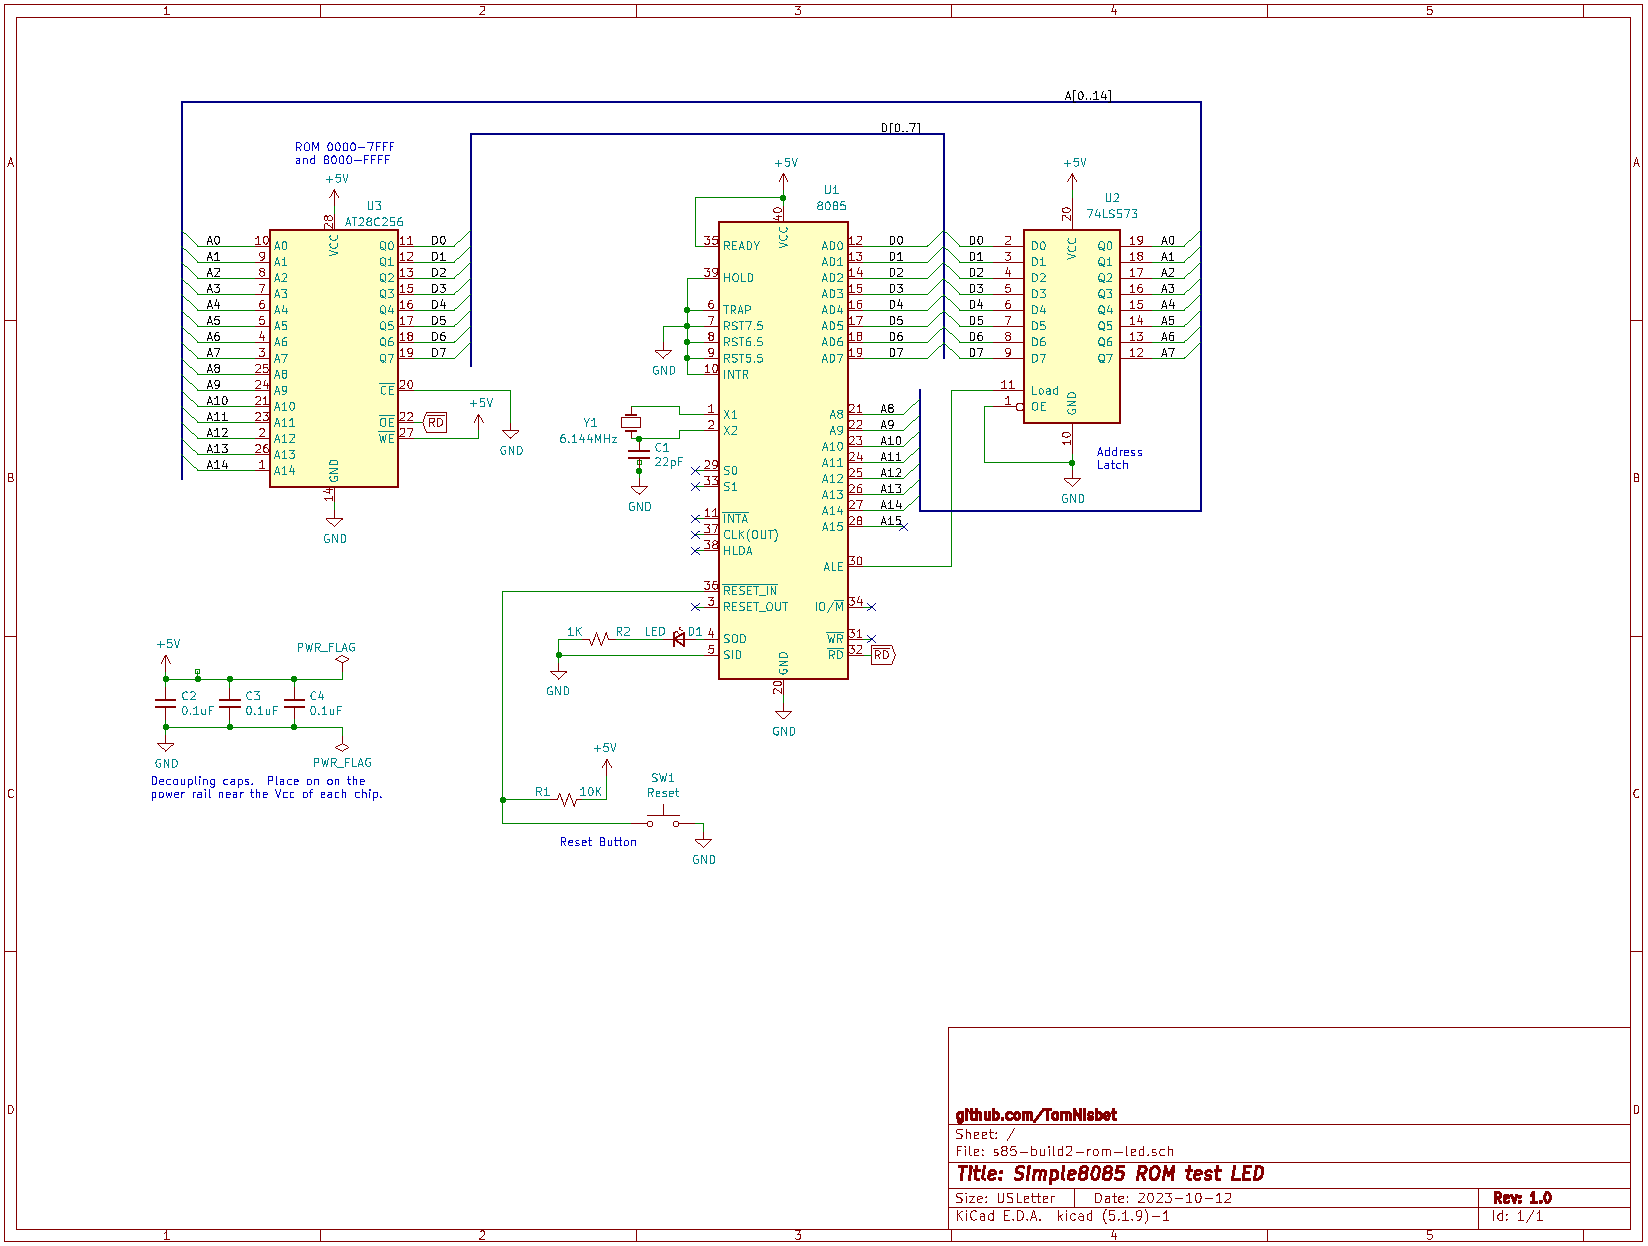 1 2 3 4 5
A
B
C
D
A[0..14]
D[0..7]
ROM 0000-7FFF
and 8000-FFFF
+5V
U3
AT28C256
28
VCC
A0 10 A0
A1 9 A1
A2 8 A2
A3 7 A3
A4 6 A4
A5 5 A5
A6 4 A6
A7 3 A7
A8 25 A8
A9 24 A9
A10 21 A10
A11 23 A11
A12 2 A12
A13 26 A13
A14 1 A14
Q0 11 D0
Q1 12 D1
Q2 13 D2
Q3 15 D3
Q4 16 D4
Q5 17 D5
Q6 18 D6
Q7 19 D7
CE 20
OE 22 RD
WE 27
+5V
GND
GND
14
GND
+5V
U1
8085
40
VCC
35 READY
39 HOLD
6 TRAP
7 RST7.5
8 RST6.5
9 RST5.5
10 INTR
GND
1 X1
2 X2
Y1
6.144MHz
C1
22pF
GND
29 S0
33 S1
11 INTA
37 CLK(OUT)
38 HLDA
36 RESET_IN
3 RESET_OUT
1K R2 LED D1 4 SOD
5 SID
GND
AD0 12 D0
AD1 13 D1
AD2 14 D2
AD3 15 D3
AD4 16 D4
AD5 17 D5
AD6 18 D6
AD7 19 D7
A8 21 A8
A9 22 A9
A10 23 A10
A11 24 A11
A12 25 A12
A13 26 A13
A14 27 A14
A15 28 A15
ALE 30
IO/M 34
WR 31
RD 32 RD
GND
20
GND
+5V
U2
74LS573
20
VCC
D0 2 D0
D1 3 D1
D2 4 D2
D3 5 D3
D4 6 D4
D5 7 D5
D6 8 D6
D7 9 D7
11 Load
1 OE
Q0 19 A0
Q1 18 A1
Q2 17 A2
Q3 16 A3
Q4 15 A4
Q5 14 A5
Q6 13 A6
Q7 12 A7
GND
10
GND
Address
Latch
+5V
PWR_FLAG
C2
0.1uF
C3
0.1uF
C4
0.1uF
GND
PWR_FLAG
Decoupling caps.  Place on on the
power rail near the Vcc of each chip.
+5V
R1 10K
SW1
Reset
Reset Button
GND
A
B
C
D
github.com/TomNisbet
Sheet: /
File: s85-build2-rom-led.sch
Title: Simple8085 ROM test LED
Size: USLetter Date: 2023-10-12 Rev: 1.0
KiCad E.D.A.  kicad (5.1.9)-1 Id: 1/1
1 2 3 4 5